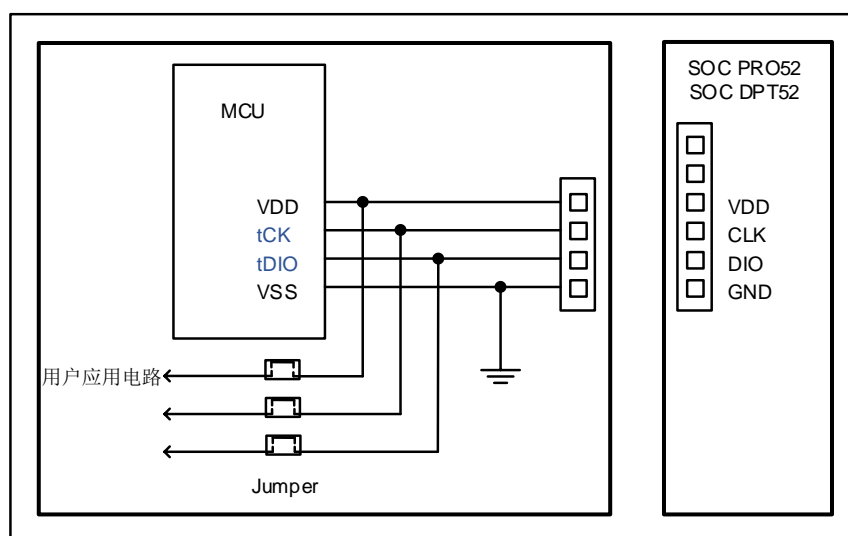 SOC PRO52
SOC DPT52
MCU
VDD
tCK
tDIO
VSS
VDD
CLK
DIO
GND
用户应用电路
Jumper